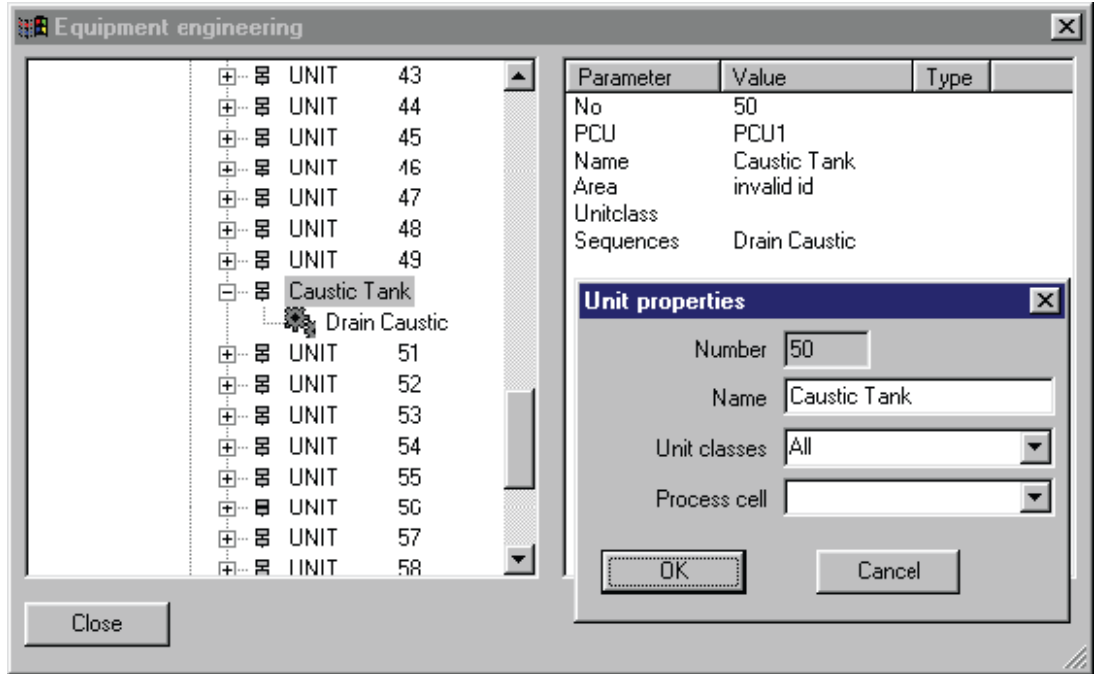 Equipment engineering
UNIT 43
UNIT 44
UNIT 45
UNIT 46
UNIT 47
UNIT 48
UNIT 49
Caustic Tank
Drain Caustic
UNIT 51
UNIT 52
UNIT 53
UNIT 54
UNIT 55
UNIT 56
UNIT 57
UNIT 58
Close
Parameter Value Type
No 50
PCU PCU1
Name Caustic Tank
Area invalid id
Unitclass
Sequences Drain Caustic
Unit properties
Number 50
Name Caustic Tank
Unit classes All
Process cell
OK Cancel